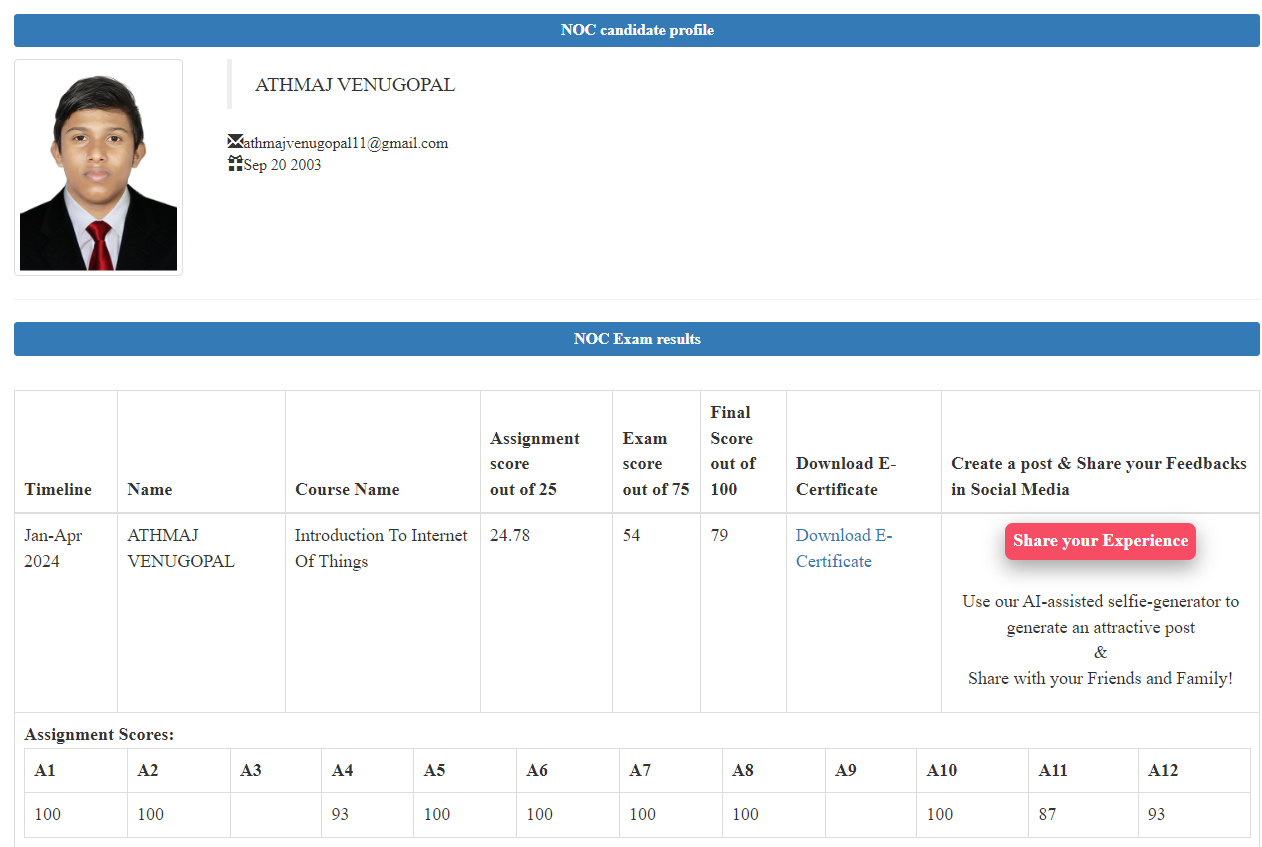 NOC candidate profile
ATHMAJ VENUGOPAL
athmajvenugopal11@gmail.com
Sep 20 2003
NOC Exam results
Timeline
Name
Course Name
Assignment
score
out of 25
Exam
score
out of 75
Final
Score
out of
100
Download E-
Certificate
Create a post & Share your Feedbacks
in Social Media
Jan-Apr
2024
ATHMAJ
VENUGOPAL
Introduction To Internet
Of Things
24.78
54
79
Download E-
Certificate
Share your Experience
Use our AI-assisted selfie-generator to
generate an attractive post
&
Share with your Friends and Family!
Assignment Scores:
A1 A2 A3 A4 A5 A6 A7 A8 A9 A10 A11 A12
100 100 93 100 100 100 100 100 87 93